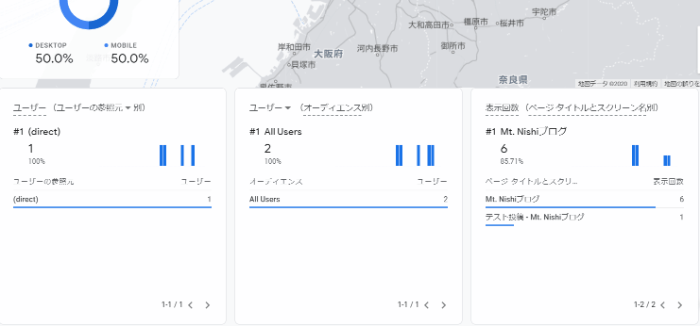 DESKTOP MOBILE
50.0% 50.0%
宇陀市
大和高田市 橿原市 桜井市
岸和田市 大阪府 河内長野市 御所市
貝塚市
奈良県
地図データ ©2020 利用規約
ユーザー (ユーザーの参照元 別)
#1 (direct)
1
100%
ユーザーの参照元 ユーザー
(direct) 1
1-1 / 1
ユーザー (オーディエンス別)
#1 All Users
2
100%
オーディエンス ユーザー
All Users 2
1-1 / 1
表示回数 (ページ タイトルとスクリーン名別)
#1 Mt. Nishiブログ
6
85.71%
ページ タイトルとスクリ... 表示回数
Mt. Nishiブログ 6
テスト投稿 - Mt. Nishiブログ 1
1-2 / 2